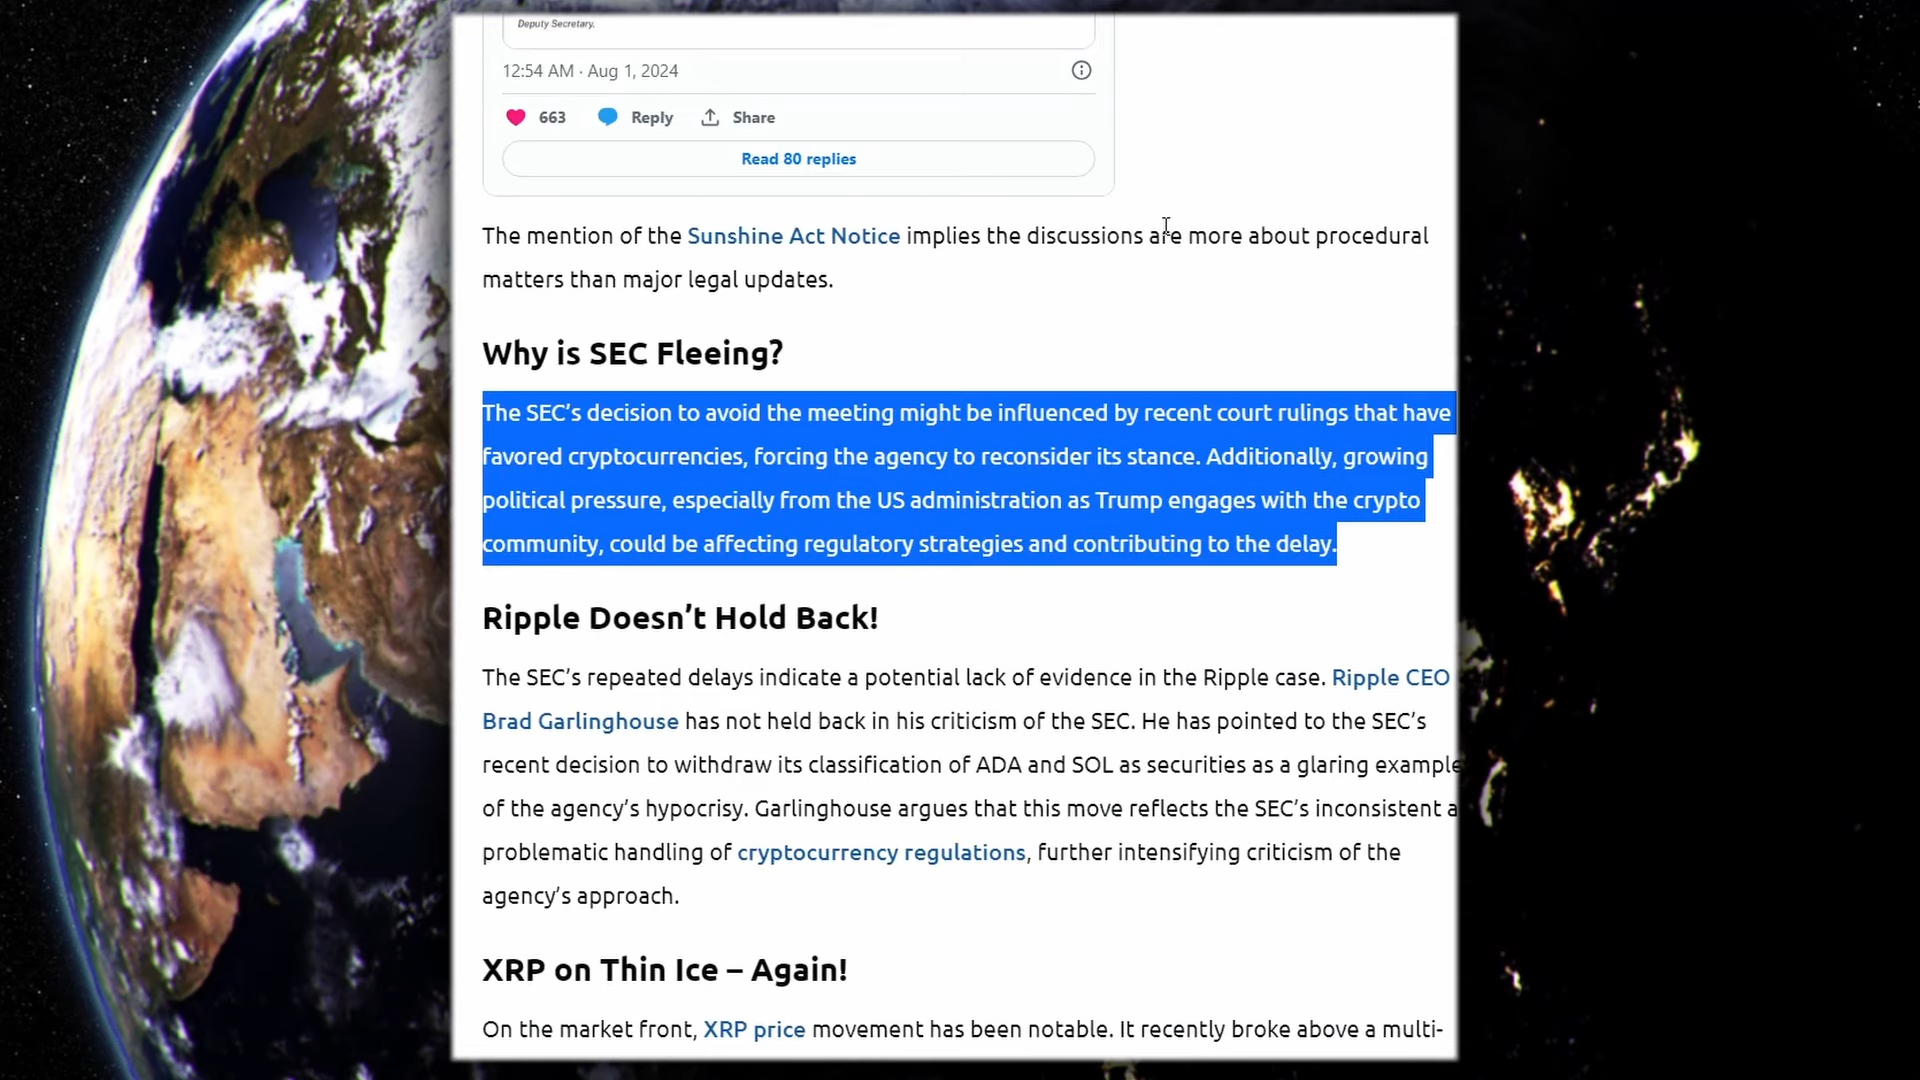 Deputy Secretary.
12:54 AM · Aug 1, 2024
663 Reply Share
Read 80 replies
The mention of the Sunshine Act Notice implies the discussions are more about procedural
matters than major legal updates.
Why is SEC Fleeing?
The SEC’s decision to avoid the meeting might be influenced by recent court rulings that have
favored cryptocurrencies, forcing the agency to reconsider its stance. Additionally, growing
political pressure, especially from the US administration as Trump engages with the crypto
community, could be affecting regulatory strategies and contributing to the delay.
Ripple Doesn’t Hold Back!
The SEC’s repeated delays indicate a potential lack of evidence in the Ripple case. Ripple CEO
Brad Garlinghouse has not held back in his criticism of the SEC. He has pointed to the SEC’s
recent decision to withdraw its classification of ADA and SOL as securities as a glaring example
of the agency’s hypocrisy. Garlinghouse argues that this move reflects the SEC’s inconsistent a
problematic handling of cryptocurrency regulations, further intensifying criticism of the
agency’s approach.
XRP on Thin Ice – Again!
On the market front, XRP price movement has been notable. It recently broke above a multi-